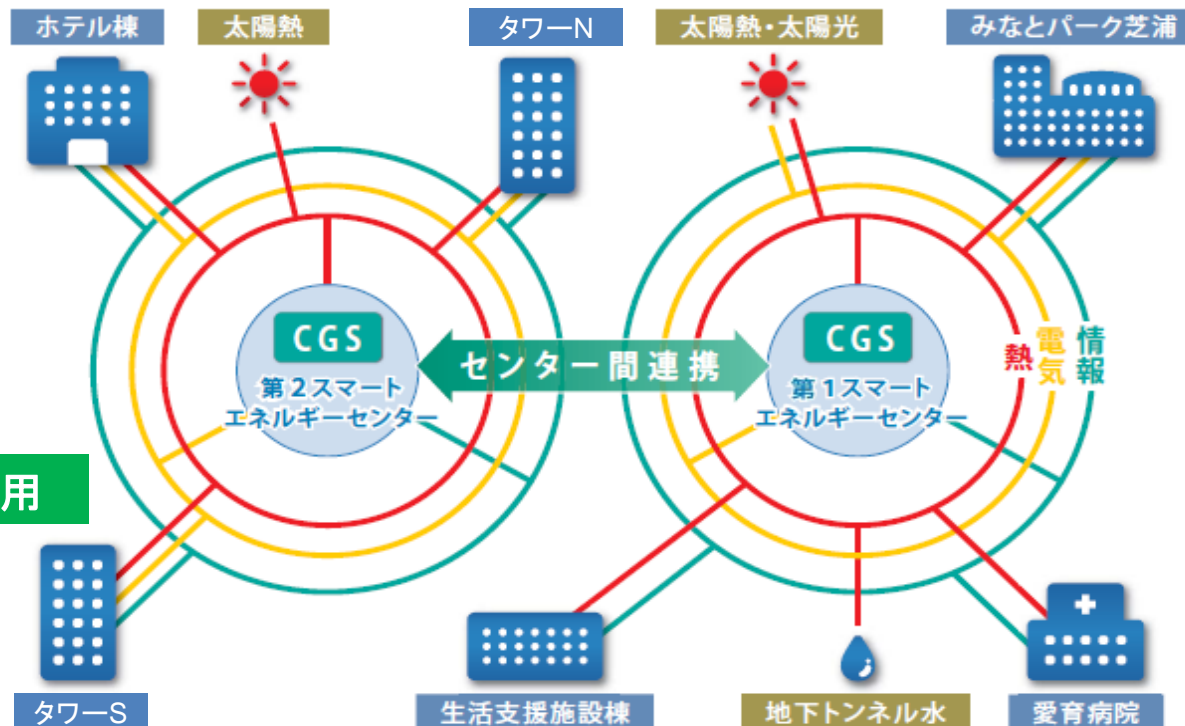 ホテル棟
太陽熱
タワーN
太陽熱・太陽光
みなとパーク芝浦
CGS
第2スマート
エネルギーセンター
センター間連携
CGS
第1スマート
エネルギーセンター
熱
電気
情報
用
タワーS
生活支援施設棟
地下トンネル水
愛育病院